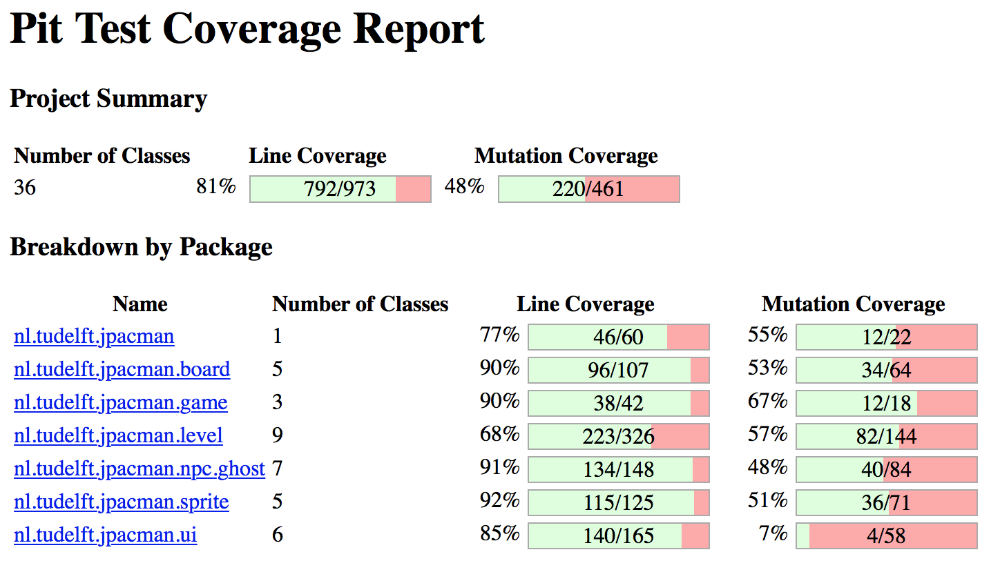 Pit Test Coverage Report
Project Summary
Number of Classes Line Coverage Mutation Coverage
36 81% 792/973 48% 220/461
Breakdown by Package
Name Number of Classes Line Coverage Mutation Coverage
nl.tudelft.jpacman 1 77% 46/60 55% 12/22
nl.tudelft.jpacman.board 5 90% 96/107 53% 34/64
nl.tudelft.jpacman.game 3 90% 38/42 67% 12/18
nl.tudelft.jpacman.level 9 68% 223/326 57% 82/144
nl.tudelft.jpacman.npc.ghost 7 91% 134/148 48% 40/84
nl.tudelft.jpacman.sprite 5 92% 115/125 51% 36/71
nl.tudelft.jpacman.ui 6 85% 140/165 7% 4/58